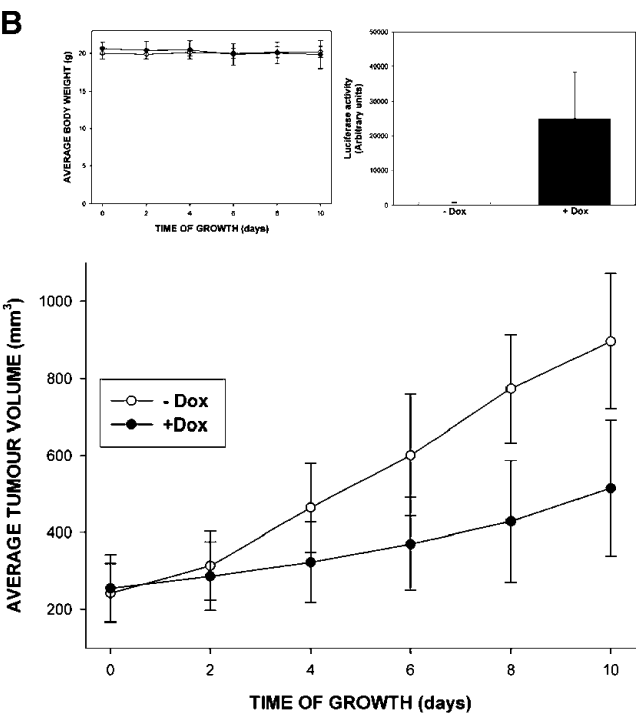 B
AVERAGE BODY WEIGHT (g)
20
15
10
5
0
0 2 4 6 8 10
TIME OF GROWTH (days)
Luciferase activity
(Arbitrary units)
50000
40000
30000
20000
10000
0
- Dox + Dox
AVERAGE TUMOUR VOLUME (mm³)
1000
800
600
400
200
- Dox
+Dox
0 2 4 6 8 10
TIME OF GROWTH (days)